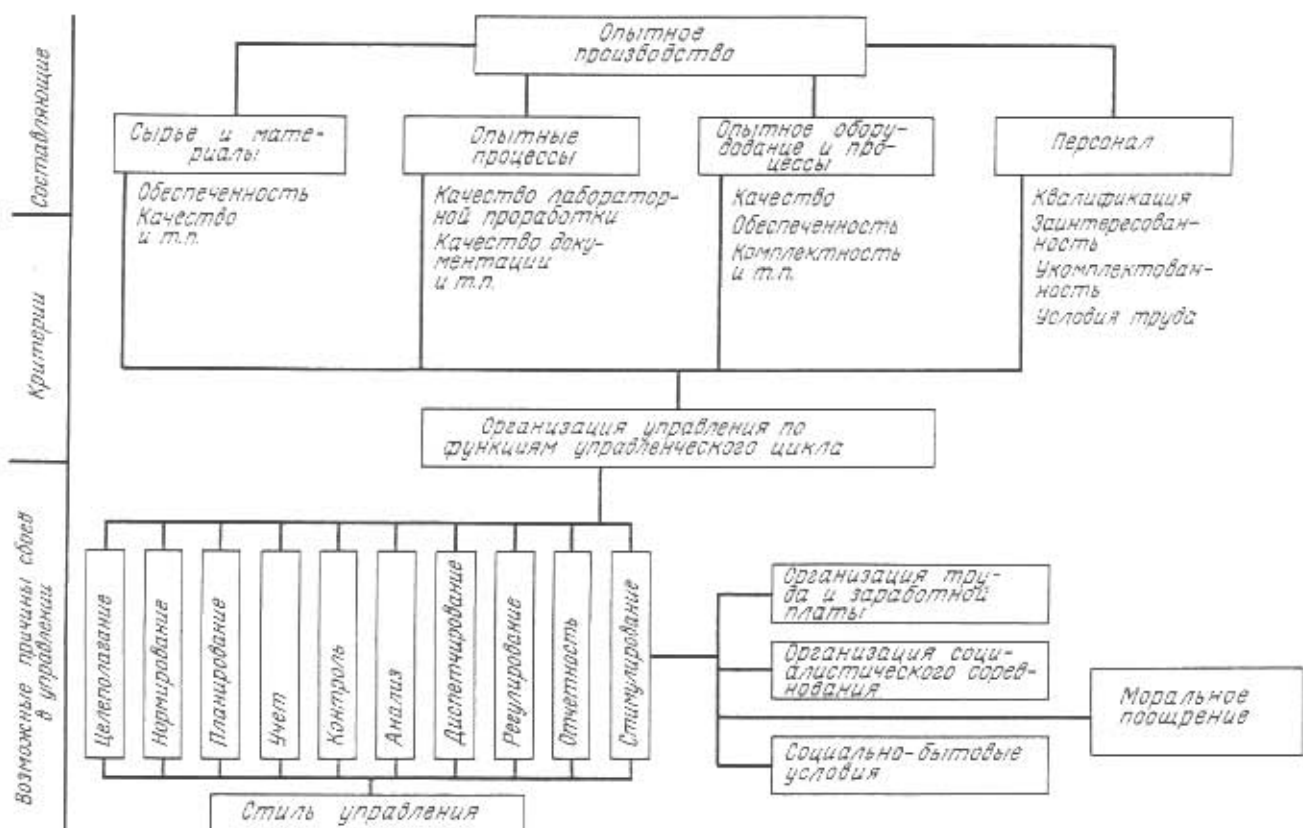 Составляющие
Критерии
Возможные причины сбоев
в управлении
Опытное
производство
Сырье и мате-
риалы
Обеспеченность
Качество
и т.п.
Опытные
процессы
Качество лаборатор-
ной проработки
Качество доку-
ментации
и т.п.
Опытное обору-
дование и про-
цессы
Качество
Обеспеченность
Комплектность
и т.п.
Персонал
Квалификация
Заинтересован-
ность
Укомплектован-
ность
Условия труда
Организация управления по
функциям управленческого цикла
Целеполагание
Нормирование
Планирование
Учет
Контроль
Анализ
Диспетчирование
Регулирование
Отчетность
Стимулирование
Организация тру-
да и заработной
платы
Организация соци-
алистического сорев-
нования
Моральное
поощрение
Социально-бытовые
условия
Стиль управления